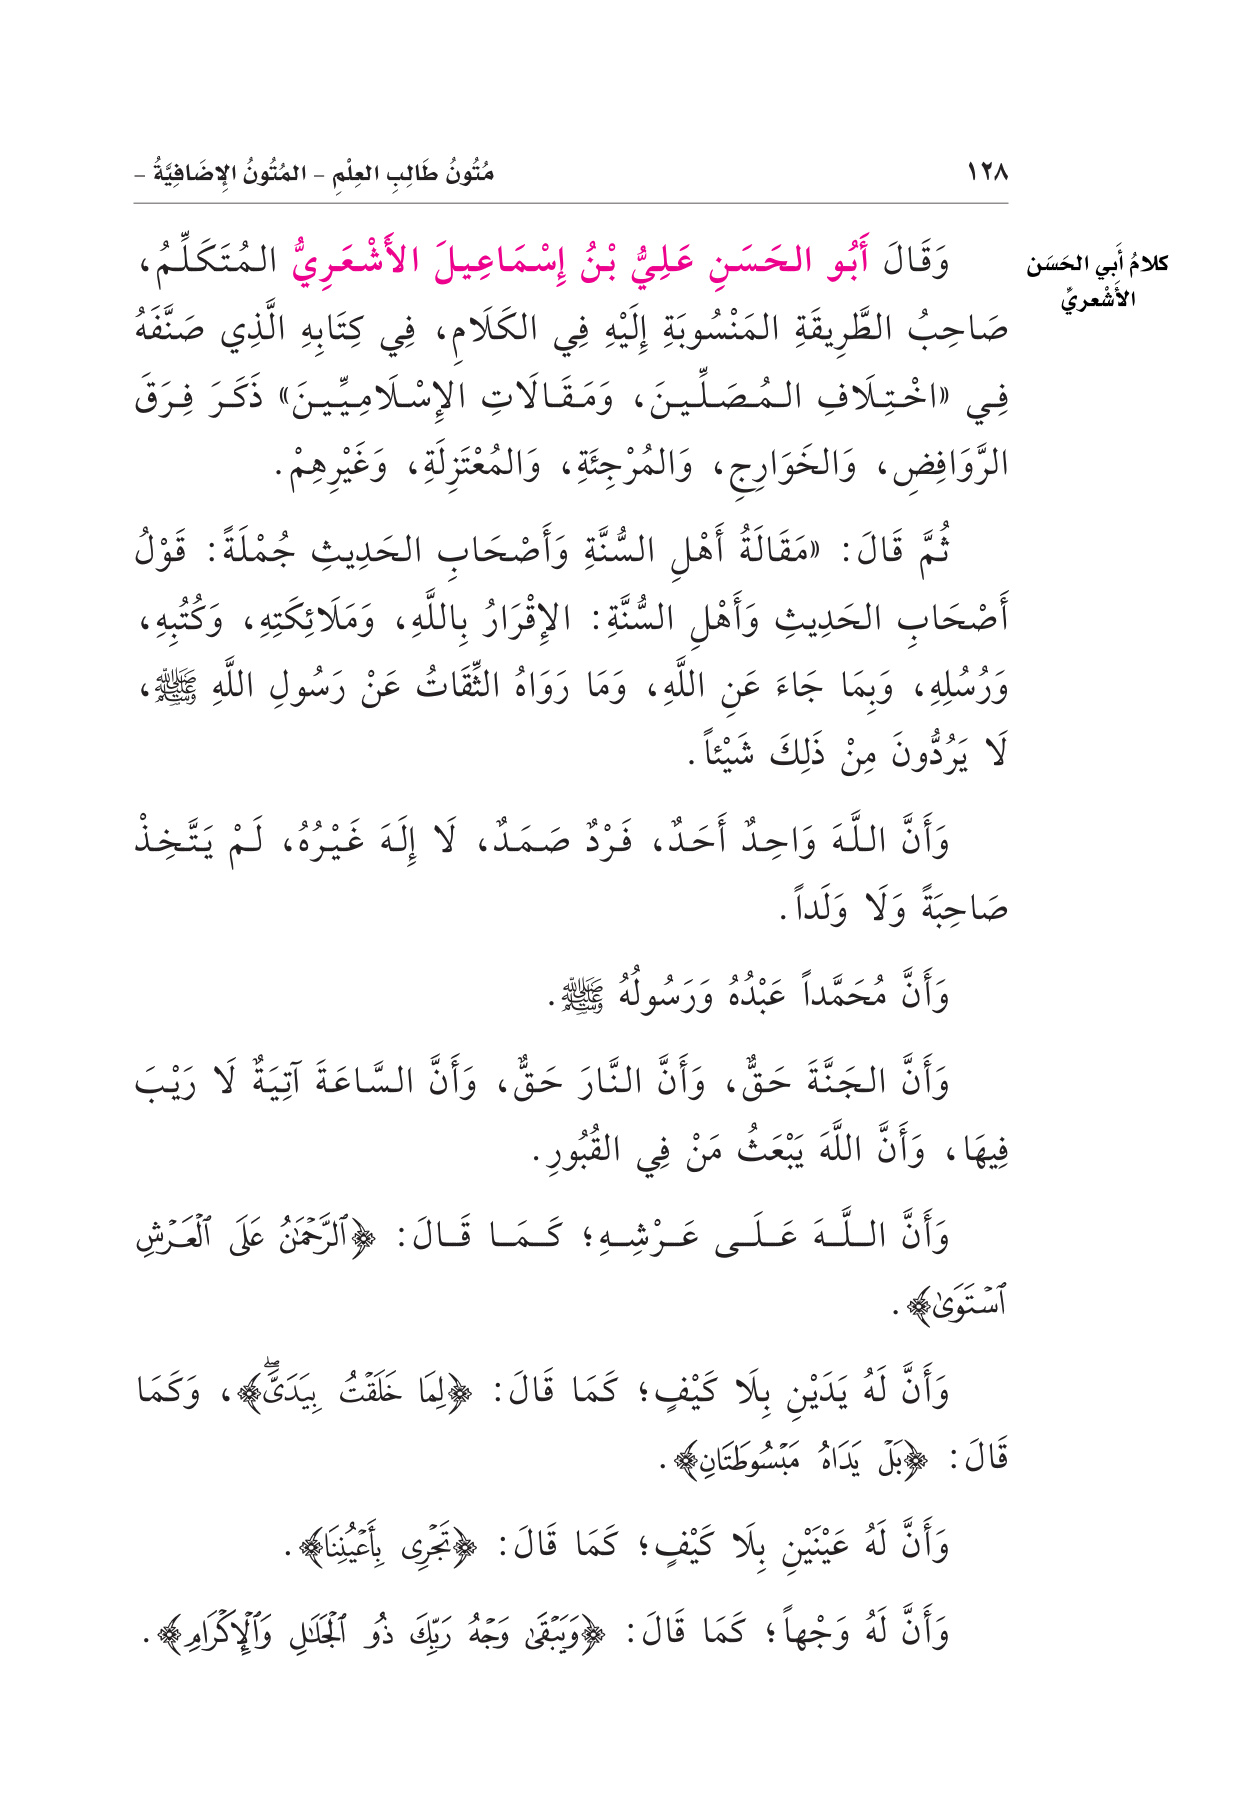 ١٢٨
مُتُونُ طَالِبِ العِلْمِ – المُتُونُ الإِضَافِيَّةُ –
كلامُ أَبي الحَسَن
الأَشْعريِّ
وَقَالَ أَبُو الحَسَنِ عَلِيُّ بْنُ إِسْمَاعِيلَ الأَشْعَرِيُّ المُتَكَلِّمُ،
صَاحِبُ الطَّرِيقَةِ المَنْسُوبَةِ إِلَيْهِ فِي الكَلَامِ، فِي كِتَابِهِ الَّذِي صَنَّفَهُ
فِي «اخْتِلَافِ المُصَلِّينَ، وَمَقَالَاتِ الإِسْلَامِيِّينَ» ذَكَرَ فِرَقَ
الرَّوَافِضِ، وَالخَوَارِجِ، وَالمُرْجِئَةِ، وَالمُعْتَزِلَةِ، وَغَيْرِهِمْ.
ثُمَّ قَالَ: «مَقَالَةُ أَهْلِ السُّنَّةِ وَأَصْحَابِ الحَدِيثِ جُمْلَةً: قَوْلُ
أَصْحَابِ الحَدِيثِ وَأَهْلِ السُّنَّةِ: الإِقْرَارُ بِاللَّهِ، وَمَلَائِكَتِهِ، وَكُتُبِهِ،
وَرُسُلِهِ، وَبِمَا جَاءَ عَنِ اللَّهِ، وَمَا رَوَاهُ الثِّقَاتُ عَنْ رَسُولِ اللَّهِ ﷺ،
لَا يَرُدُّونَ مِنْ ذَلِكَ شَيْئاً.
وَأَنَّ اللَّهَ وَاحِدٌ أَحَدٌ، فَرْدٌ صَمَدٌ، لَا إِلَهَ غَيْرُهُ، لَمْ يَتَّخِذْ
صَاحِبَةً وَلَا وَلَداً.
وَأَنَّ مُحَمَّداً عَبْدُهُ وَرَسُولُهُ ﷺ.
وَأَنَّ الجَنَّةَ حَقٌّ، وَأَنَّ النَّارَ حَقٌّ، وَأَنَّ السَّاعَةَ آتِيَةٌ لَا رَيْبَ
فِيهَا، وَأَنَّ اللَّهَ يَبْعَثُ مَنْ فِي القُبُورِ.
وَأَنَّ اللَّهَ عَلَى عَرْشِهِ؛ كَمَا قَالَ: ﴿ٱلرَّحْمَٰنُ عَلَى ٱلْعَرْشِ
ٱسْتَوَىٰ﴾.
وَأَنَّ لَهُ يَدَيْنِ بِلَا كَيْفٍ؛ كَمَا قَالَ: ﴿لِمَا خَلَقْتُ بِيَدَيَّۖ﴾، وَكَمَا
قَالَ: ﴿بَلْ يَدَاهُ مَبْسُوطَتَانِ﴾.
وَأَنَّ لَهُ عَيْنَيْنِ بِلَا كَيْفٍ؛ كَمَا قَالَ: ﴿تَجْرِى بِأَعْيُنِنَا﴾.
وَأَنَّ لَهُ وَجْهاً؛ كَمَا قَالَ: ﴿وَيَبْقَىٰ وَجْهُ رَبِّكَ ذُو ٱلْجَلَٰلِ وَٱلْإِكْرَامِ﴾.